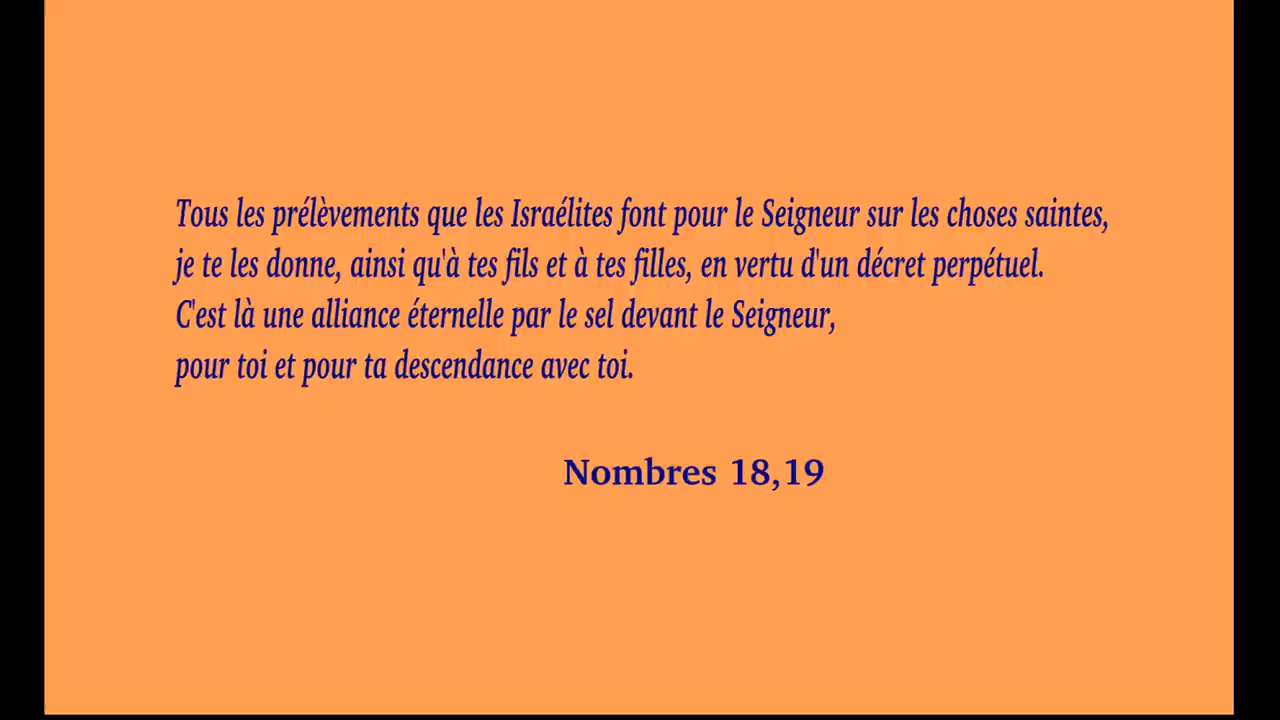 Tous les prélèvements que les Israélites font pour le Seigneur sur les choses saintes,
je te les donne, ainsi qu'à tes fils et à tes filles, en vertu d'un décret perpétuel.
C'est là une alliance éternelle par le sel devant le Seigneur,
pour toi et pour ta descendance avec toi.
Nombres 18,19